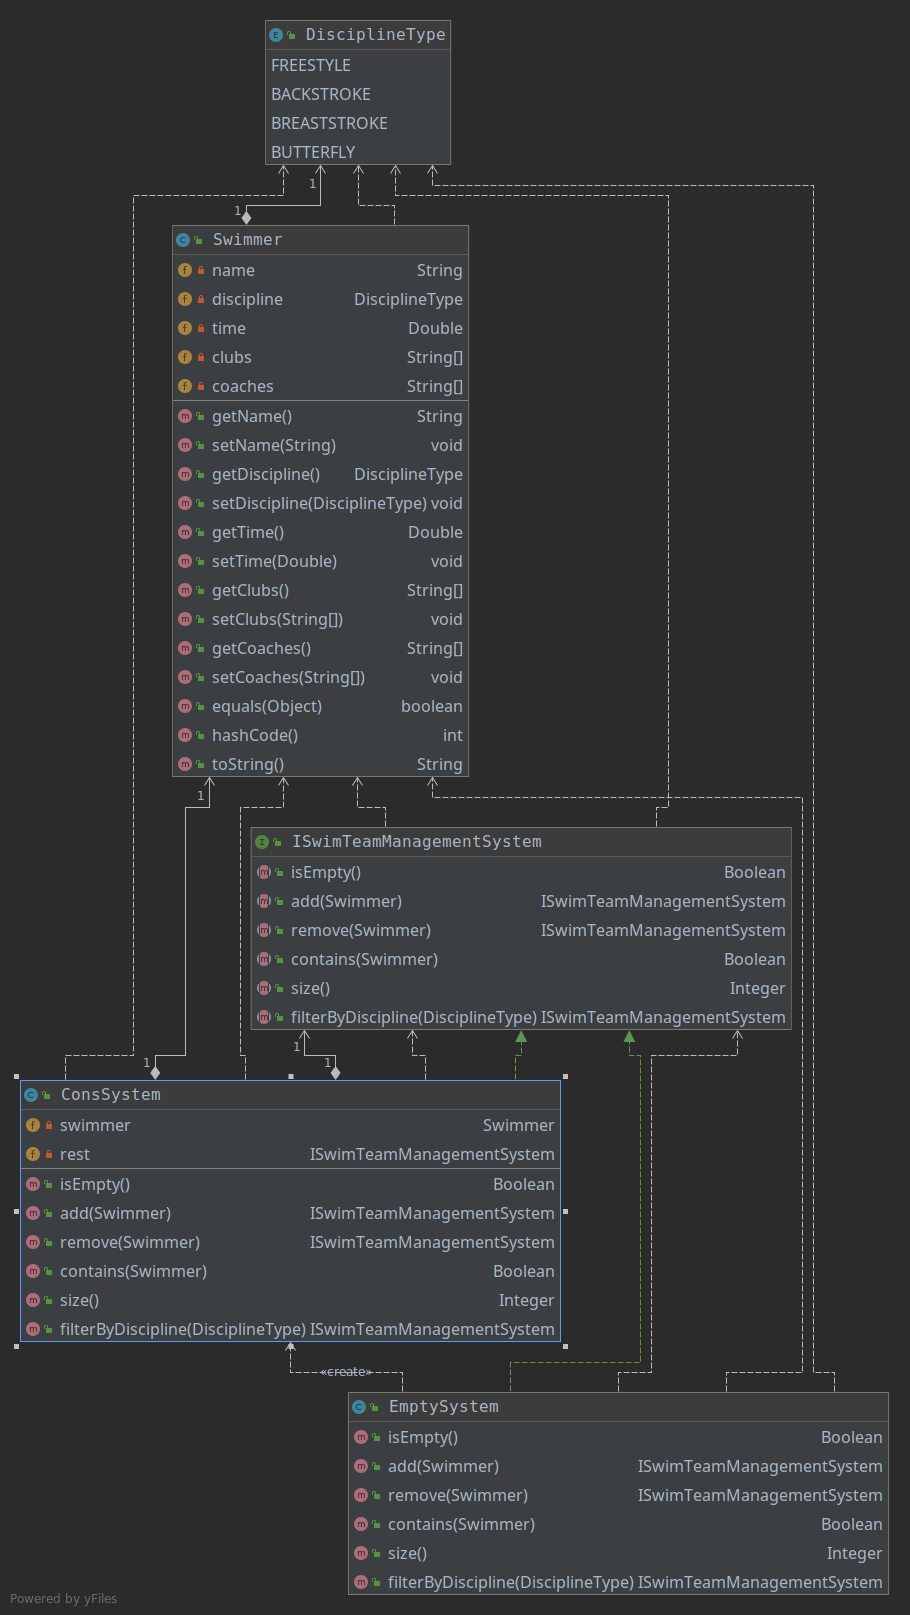 DisciplineType
FREESTYLE
BACKSTROKE
BREASTSTROKE
BUTTERFLY
1
1
Swimmer
name String
discipline DisciplineType
time Double
clubs String[]
coaches String[]
getName() String
setName(String) void
getDiscipline() DisciplineType
setDiscipline(DisciplineType) void
getTime() Double
setTime(Double) void
getClubs() String[]
setClubs(String[]) void
getCoaches() String[]
setCoaches(String[]) void
equals(Object) boolean
hashCode() int
toString() String
1
ISwimTeamManagementSystem
isEmpty() Boolean
add(Swimmer) ISwimTeamManagementSystem
remove(Swimmer) ISwimTeamManagementSystem
contains(Swimmer) Boolean
size() Integer
filterByDiscipline(DisciplineType) ISwimTeamManagementSystem
1
1 1
ConsSystem
swimmer Swimmer
rest ISwimTeamManagementSystem
isEmpty() Boolean
add(Swimmer) ISwimTeamManagementSystem
remove(Swimmer) ISwimTeamManagementSystem
contains(Swimmer) Boolean
size() Integer
filterByDiscipline(DisciplineType) ISwimTeamManagementSystem
«create»
EmptySystem
isEmpty() Boolean
add(Swimmer) ISwimTeamManagementSystem
remove(Swimmer) ISwimTeamManagementSystem
contains(Swimmer) Boolean
size() Integer
filterByDiscipline(DisciplineType) ISwimTeamManagementSystem
Powered by yFiles